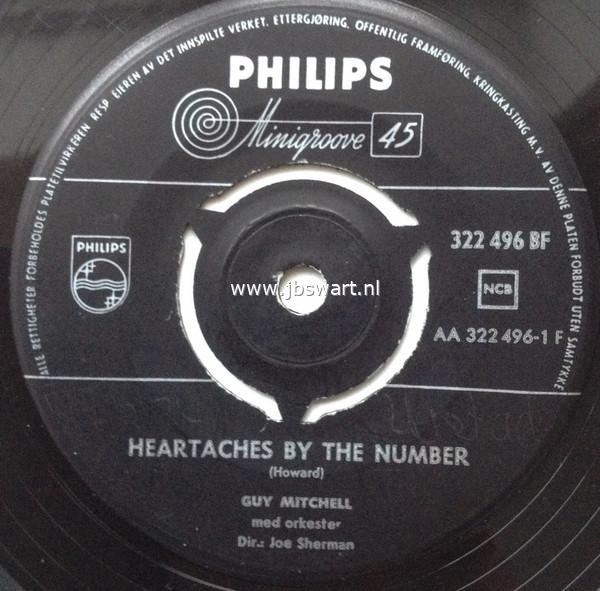 ALLE RETTIGHETER FORBEHOLDES PLATETILVIRKEREN RESP. EIEREN AV DET INNSPILTE VERKET. ETTERGJØRING, OFFENTLIG FRAMFØRING, KRINGKASTING M.V. AV DENNE PLATEN FORBUDT UTEN SAMTYKKE
PHILIPS
Minigroove 45
322 496 BF
PHILIPS
NCB
www.jbswart.nl
AA 322 496-1 F
HEARTACHES BY THE NUMBER
(Howard)
GUY MITCHELL
med orkester
Dir.: Joe Sherman